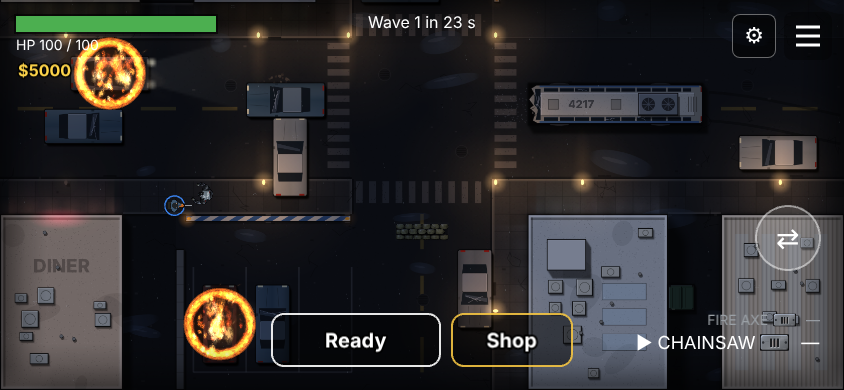 Wave 1 in 23 s
HP 100 / 100
$5000
4217
DINER
Ready
Shop
FIRE AXE —
▶ CHAINSAW —